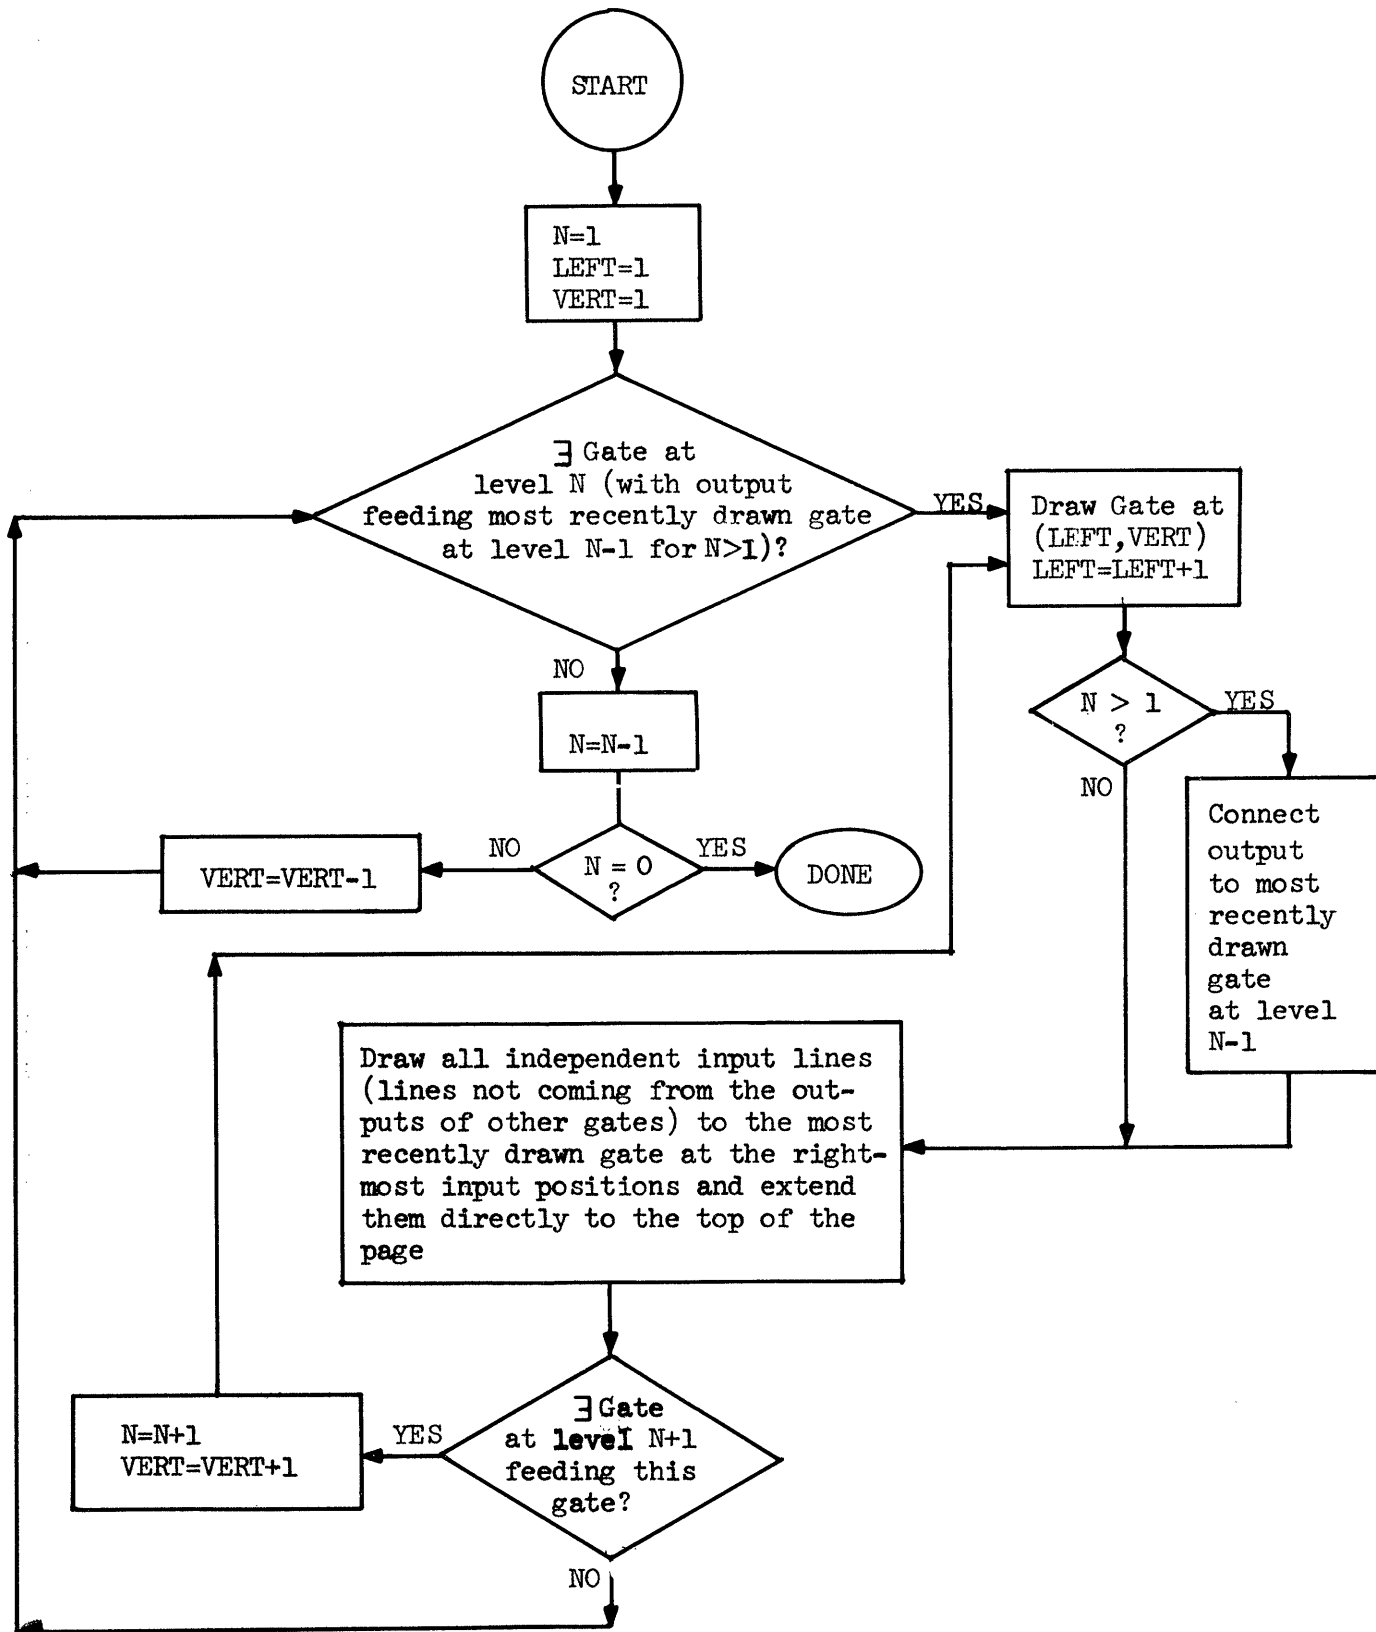 START
N=1
LEFT=1
VERT=1
∃ Gate at
level N (with output
feeding most recently drawn gate
at level N-1 for N>1)?
YES
Draw Gate at
(LEFT,VERT)
LEFT=LEFT+1
NO
N=N-1
N > 1
?
YES
NO
Connect
output
to most
recently
drawn
gate
at level
N-1
VERT=VERT-1
NO
N = 0
?
YES
DONE
Draw all independent input lines
(lines not coming from the out-
puts of other gates) to the most
recently drawn gate at the right-
most input positions and extend
them directly to the top of the
page
N=N+1
VERT=VERT+1
YES
∃ Gate
at level N+1
feeding this
gate?
NO